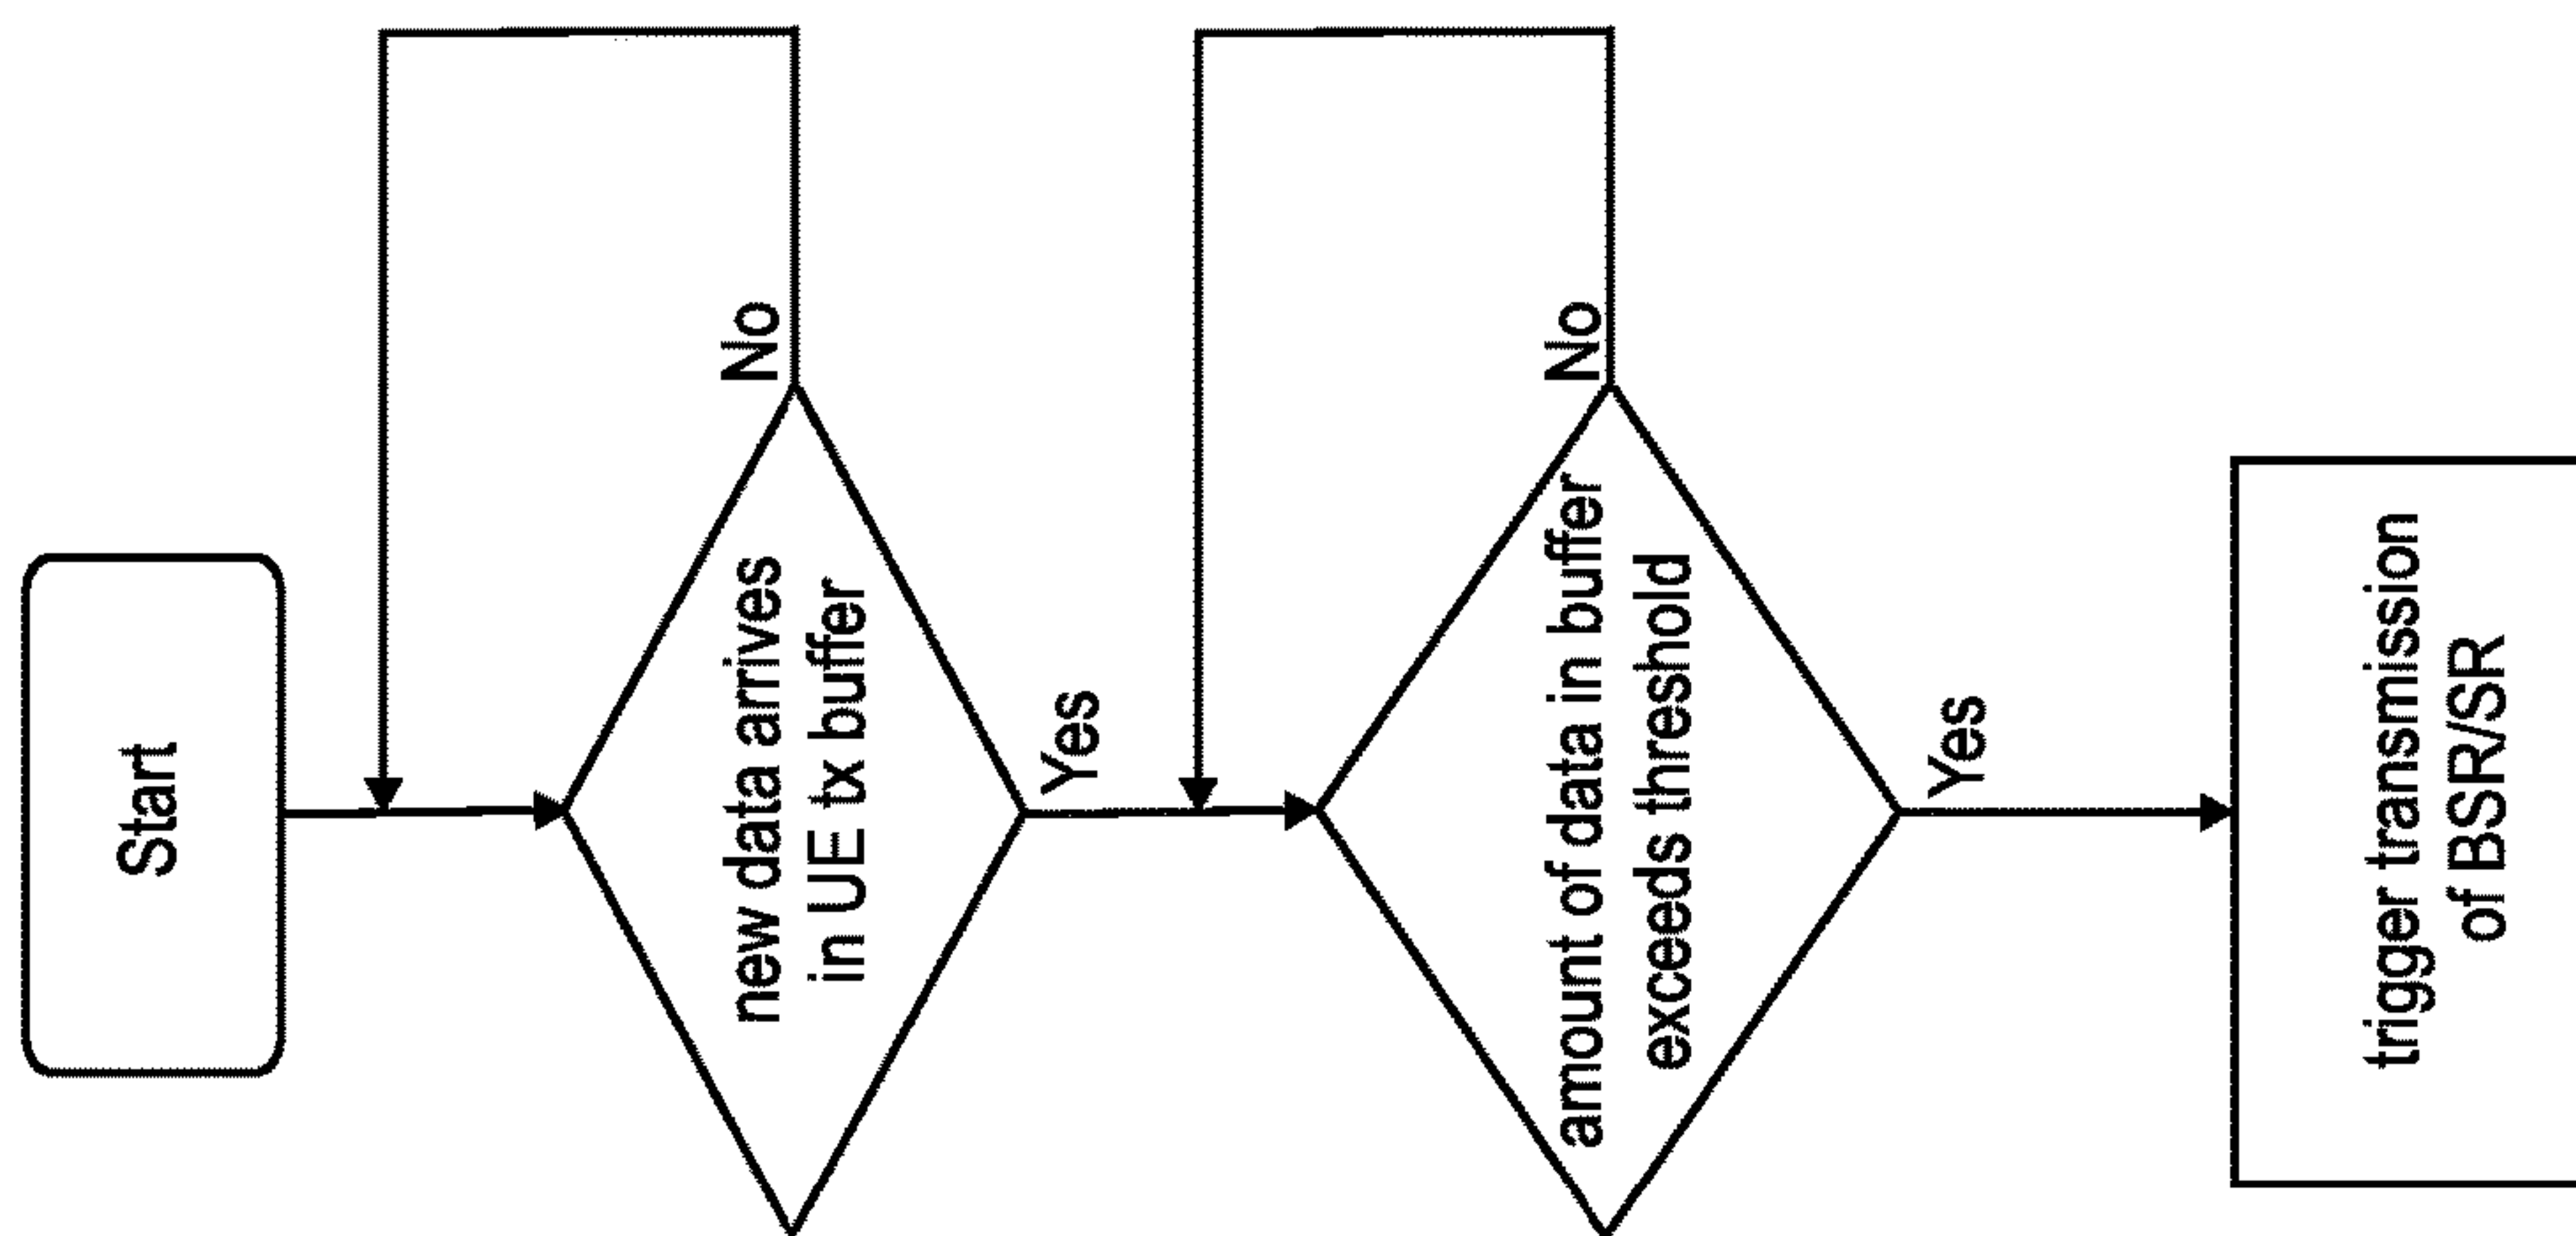 Start
new data arrives
in UE tx buffer
No
Yes
amount of data in buffer
exceeds threshold
No
Yes
trigger transmission
of BSR/SR